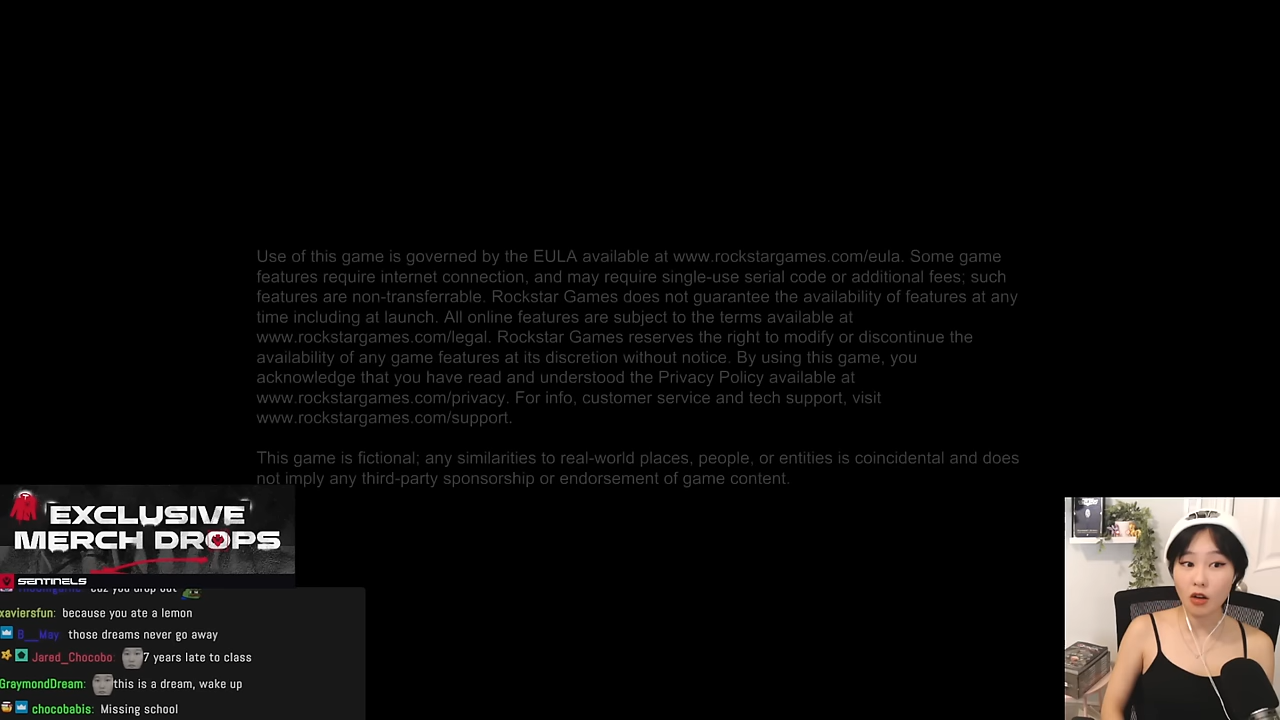 Use of this game is governed by the EULA available at www.rockstargames.com/eula. Some game
features require internet connection, and may require single-use serial code or additional fees; such
features are non-transferrable. Rockstar Games does not guarantee the availability of features at any
time including at launch. All online features are subject to the terms available at
www.rockstargames.com/legal. Rockstar Games reserves the right to modify or discontinue the
availability of any game features at its discretion without notice. By using this game, you
acknowledge that you have read and understood the Privacy Policy available at
www.rockstargames.com/privacy. For info, customer service and tech support, visit
www.rockstargames.com/support.
This game is fictional; any similarities to real-world places, people, or entities is coincidental and does
not imply any third-party sponsorship or endorsement of game content.
EXCLUSIVE
MERCH DROPS
SENTINELS
cuz you drop out
xaviersfun: because you ate a lemon
B__May: those dreams never go away
Jared_Chocobo: 7 years late to class
GraymondDream: this is a dream, wake up
chocobabis: Missing school